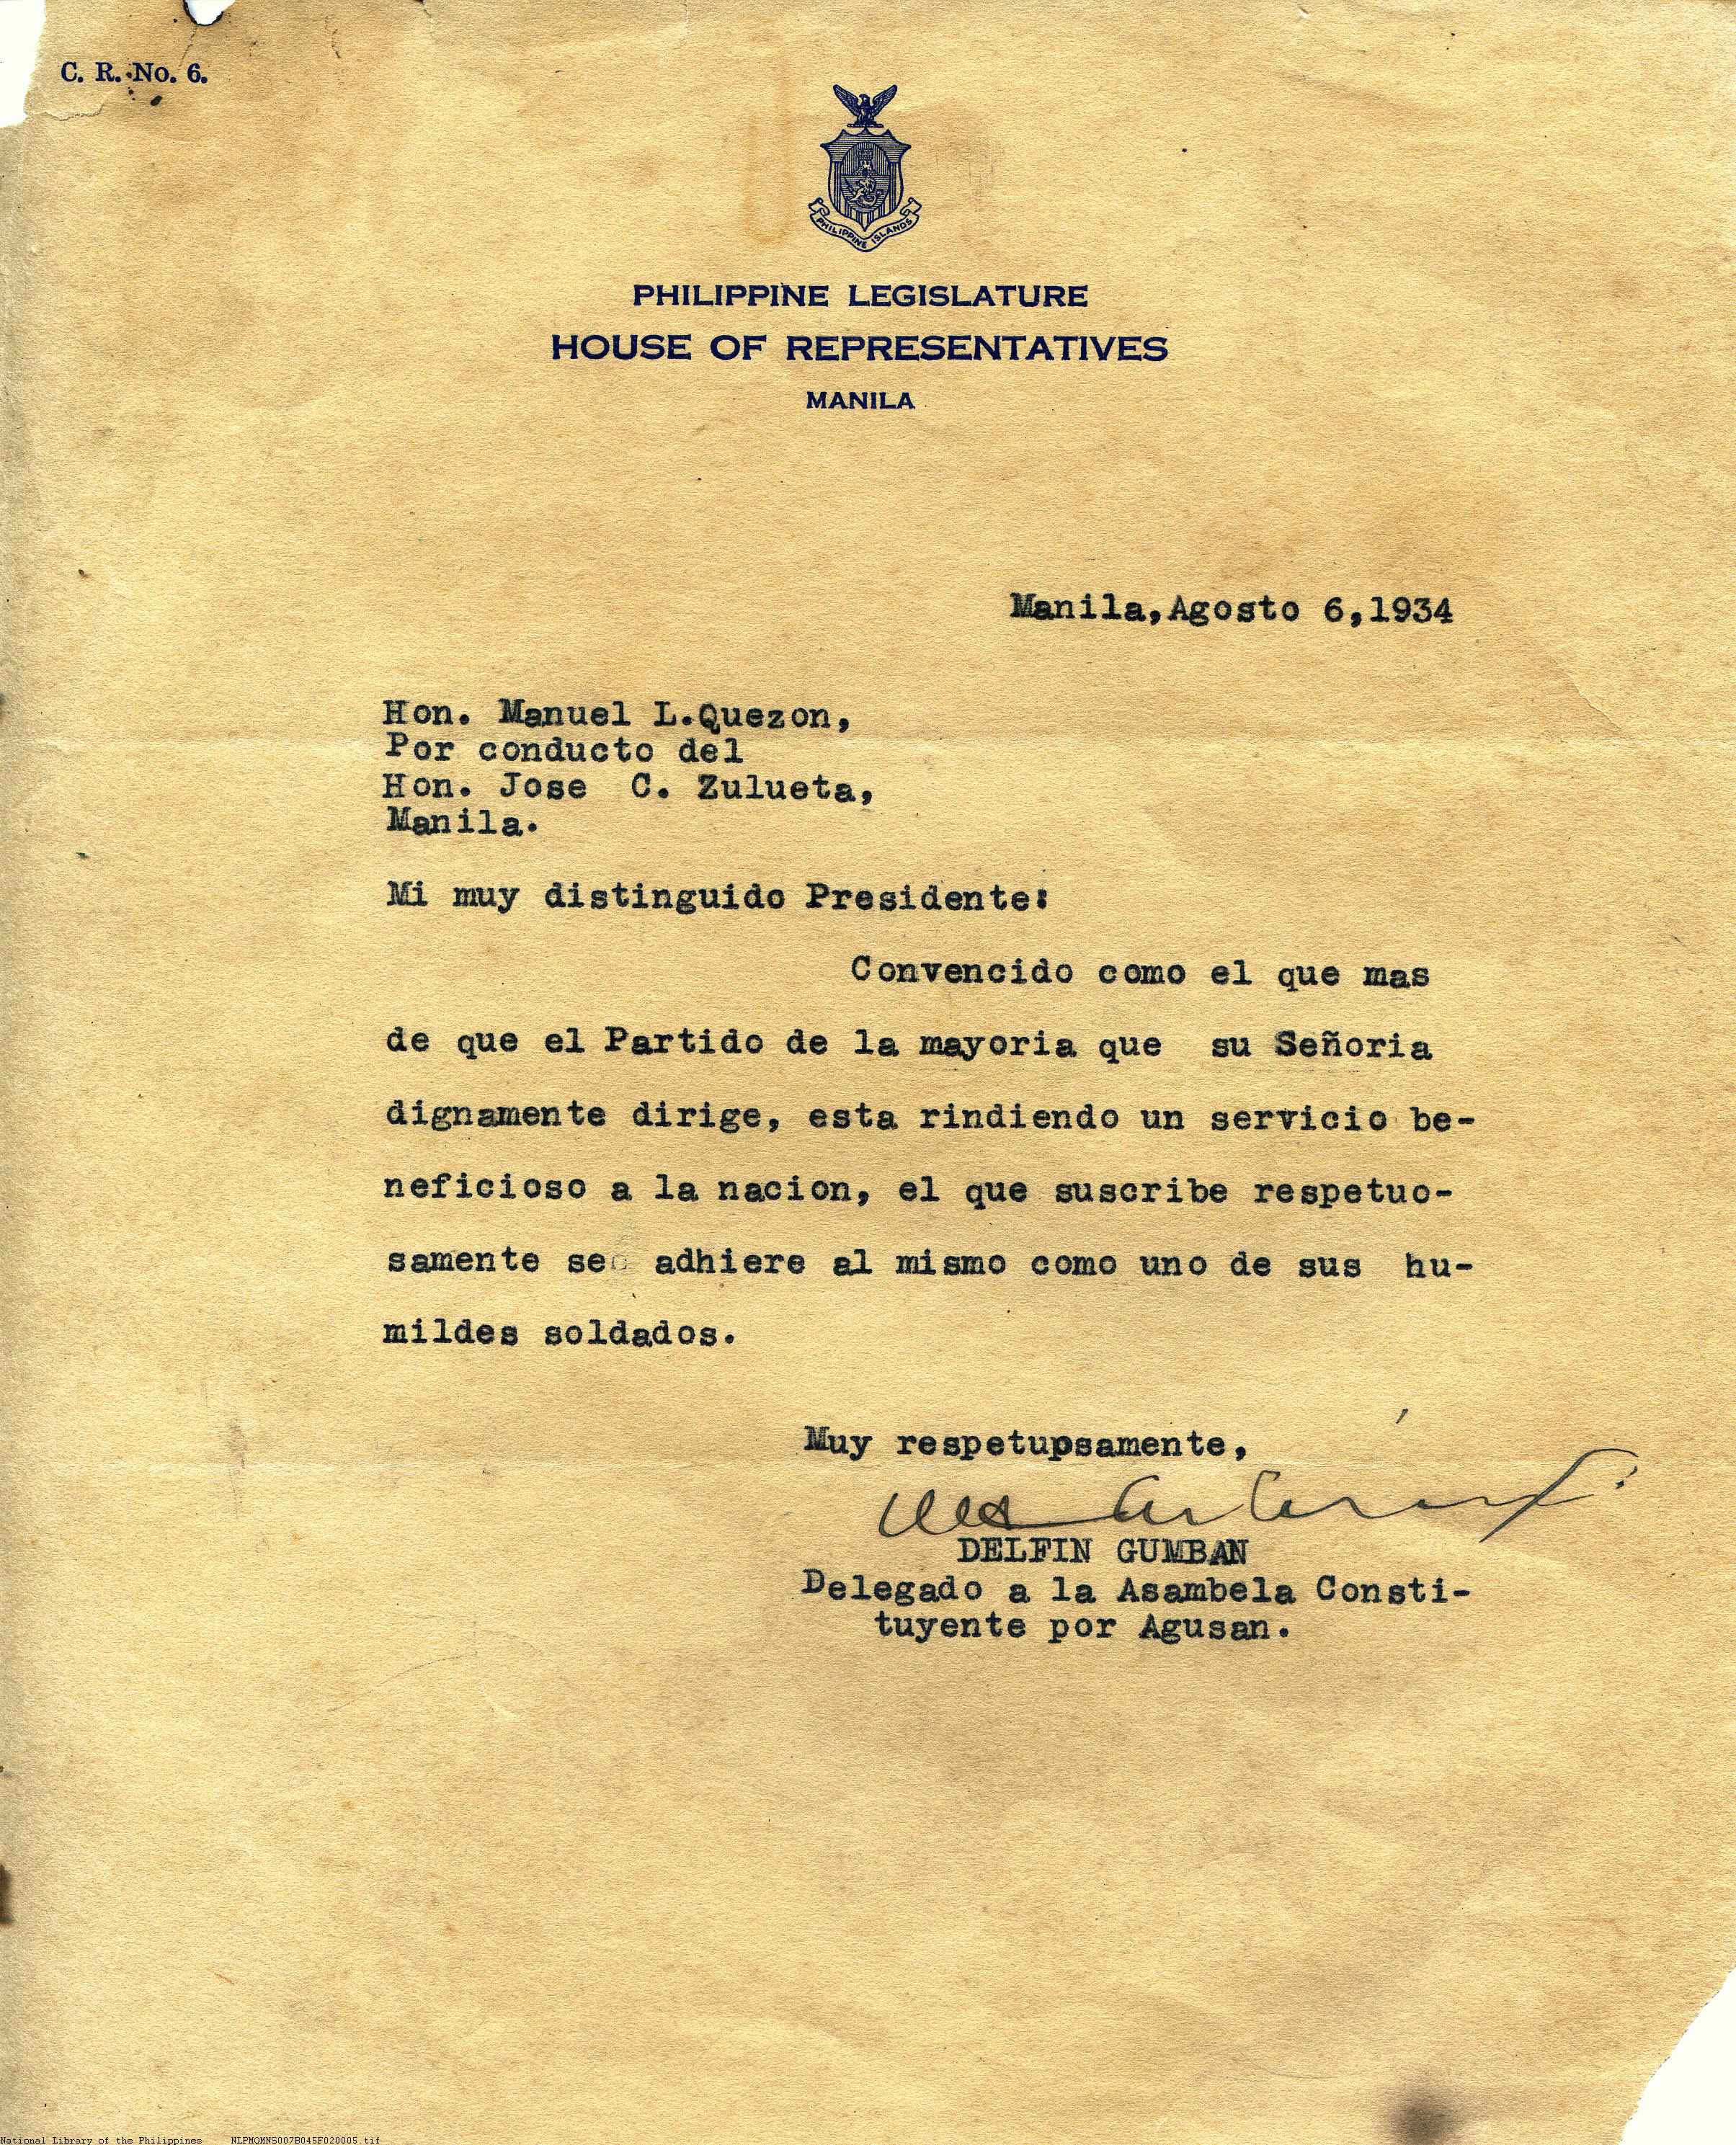 C. R. No. 6.
PHILIPPINE ISLANDS
PHILIPPINE LEGISLATURE
HOUSE OF REPRESENTATIVES
MANILA
Manila,Agosto 6,1934
Hon. Manuel L.Quezon,
Por conducto del
Hon. Jose C. Zulueta,
Manila.
Mi muy distinguido Presidente:
Convencido como el que mas
de que el Partido de la mayoria que su Señoria
dignamente dirige, esta rindiendo un servicio be-
neficioso a la nacion, el que suscribe respetuo-
samente se adhiere al mismo como uno de sus hu-
mildes soldados.
Muy respetupsamente,
DELFIN GUMBAN
Delegado a la Asambela Consti-
tuyente por Agusan.
National Library of the Philippines NLPMQMNS007B045F020005.tif